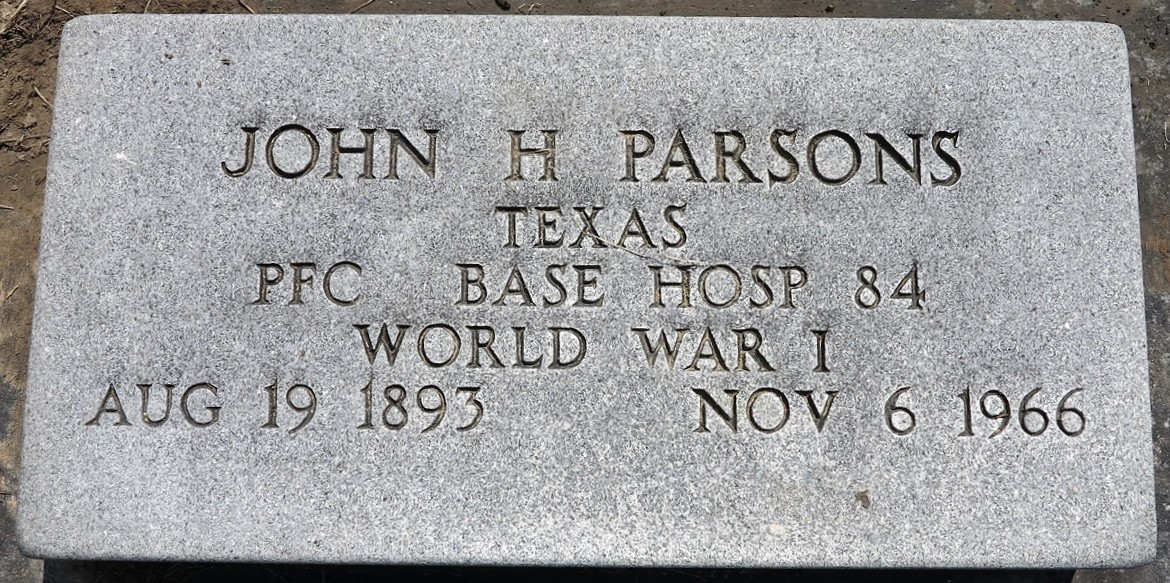 JOHN H PARSONS
TEXAS
PFC BASE HOSP 84
WORLD WAR I
AUG 19 1893 NOV 6 1966